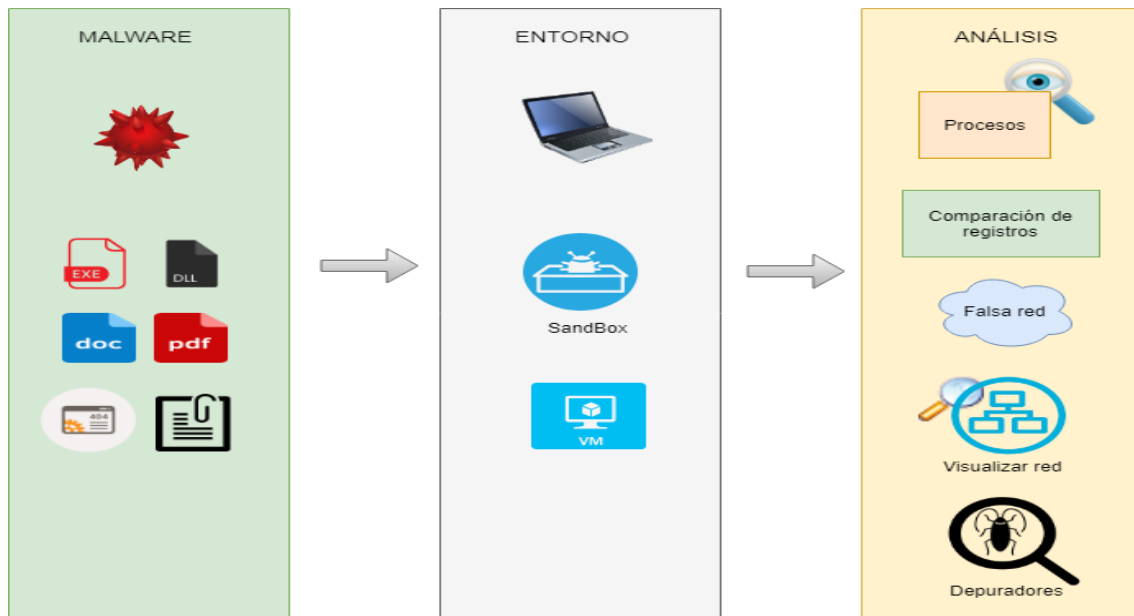 MALWARE
EXE
DLL
doc
pdf
404
ENTORNO
SandBox
VM
ANÁLISIS
Procesos
Comparación de
registros
Falsa red
Visualizar red
Depuradores